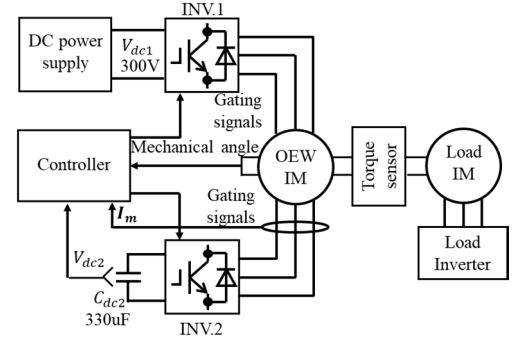 INV.1
DC power
supply
V_dc1
300V
Gating
signals
Mechanical angle
Controller
OEW
IM
Torque
sensor
Load
IM
Gating
signals
I_m
V_dc2
C_dc2
330uF
INV.2
Load
Inverter